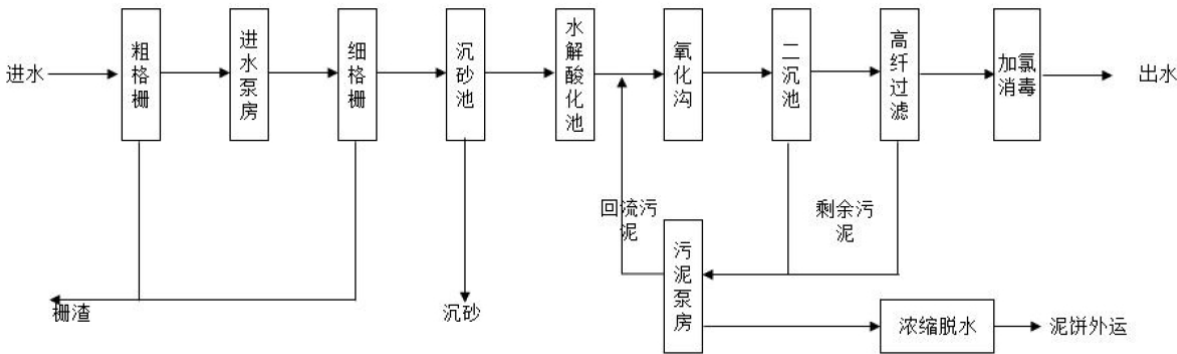 进水
粗格栅
进水泵房
细格栅
沉砂池
水解酸化池
氧化沟
二沉池
高纤过滤
加氯
消毒
出水
回流污
泥
剩余污
泥
污泥泵房
栅渣
沉砂
浓缩脱水
泥饼外运